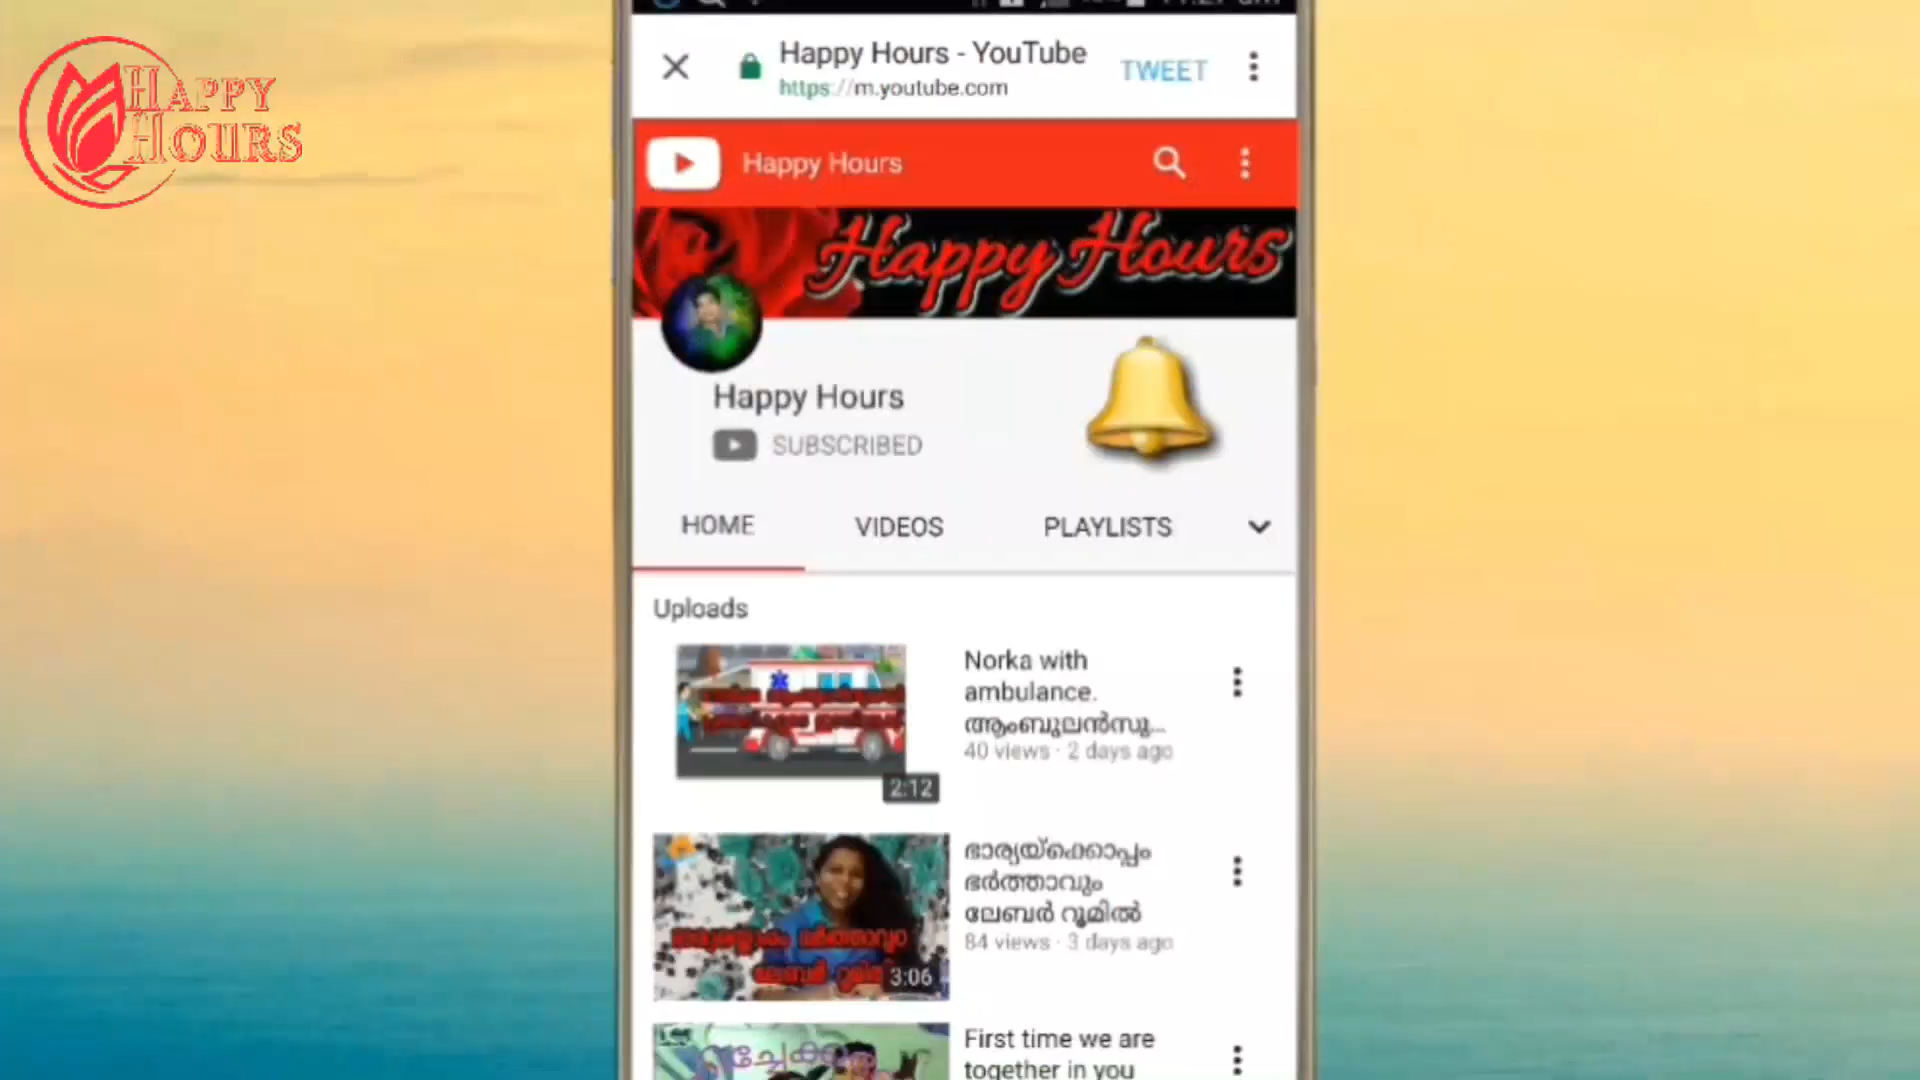 HAPPY
HOURS
Happy Hours - YouTube
TWEET
https://m.youtube.com
Happy Hours
Happy Hours
Happy Hours
SUBSCRIBED
HOME
VIDEOS
PLAYLISTS
Uploads
Norka with
ambulance.
ആംബുലൻസു...
40 views · 2 days ago
2:12
ഭാര്യയ്ക്കൊപ്പം
ഭർത്താവും
ലേബർ റൂമിൽ
84 views · 3 days ago
3:06
First time we are
together in you